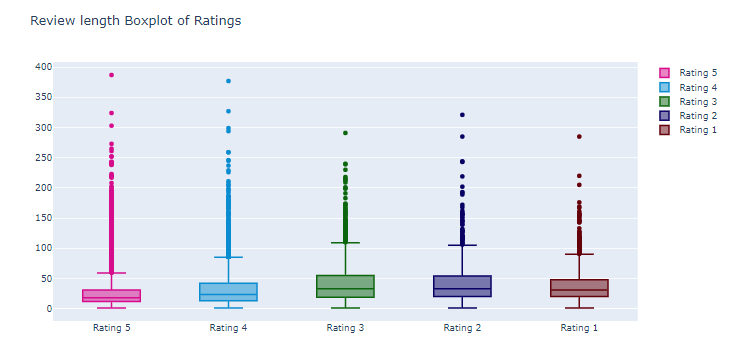 Review length Boxplot of Ratings
400
350
300
250
200
150
100
50
0
Rating 5
Rating 4
Rating 3
Rating 2
Rating 1
Rating 5
Rating 4
Rating 3
Rating 2
Rating 1